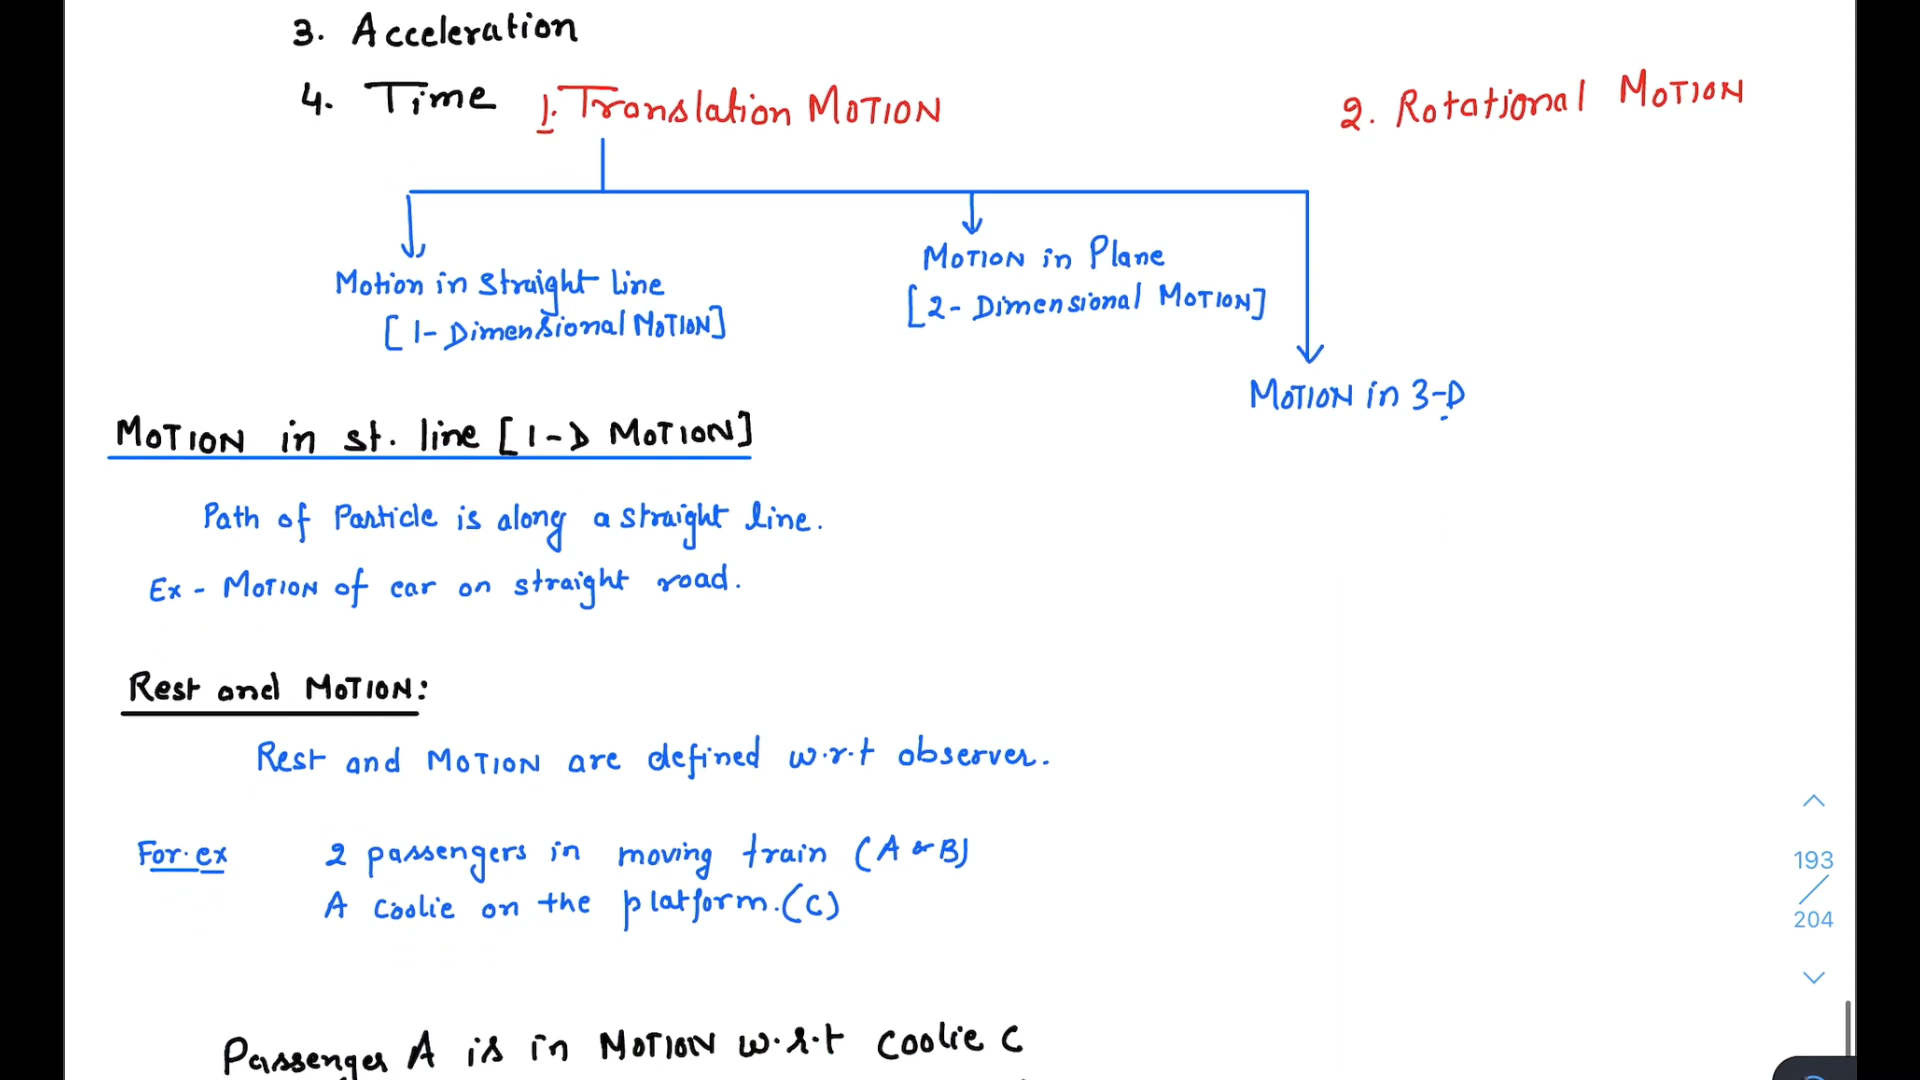 3. Acceleration
4. Time
1. Translation MOTION
2. Rotational MOTION
Motion in straight line
[1-Dimensional MOTION]
MOTION in Plane
[2-Dimensional MOTION]
MOTION in 3-D
MOTION in st. line [1-D MOTION]
Path of Particle is along a straight line.
Ex - MOTION of car on straight road.
Rest and MOTION:
Rest and MOTION are defined w.r.t observer.
For.ex 2 passengers in moving train (A & B)
A coolie on the platform.(C)
193
204
Passenger A is in MOTION w.r.t coolie C